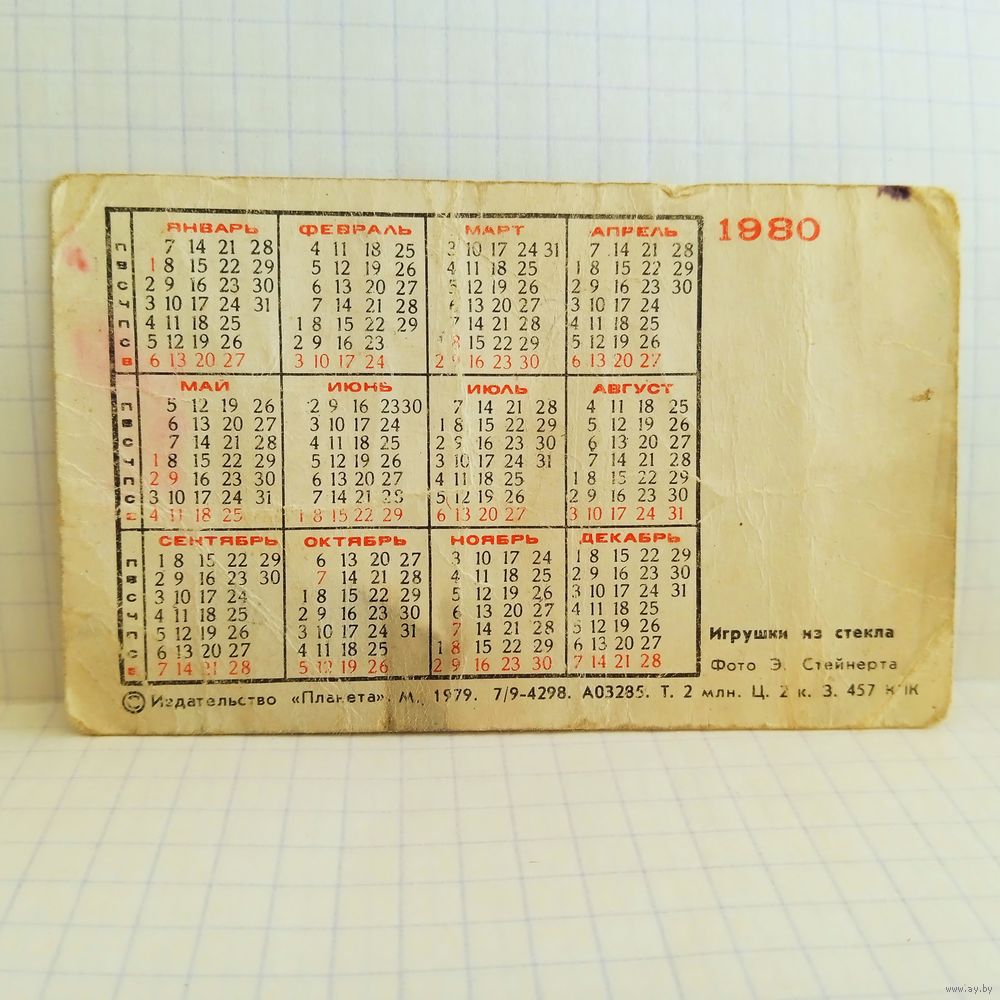 1980
ЯНВАРЬ ФЕВРАЛЬ МАРТ АПРЕЛЬ
П 7 14 21 28 4 11 18 25 3 10 17 24 31 7 14 21 28
В 1 8 15 22 29 5 12 19 26 4 11 18 25 1 8 15 22 29
С 2 9 16 23 30 6 13 20 27 5 12 19 26 2 9 16 23 30
Ч 3 10 17 24 31 7 14 21 28 6 13 20 27 3 10 17 24
П 4 11 18 25 1 8 15 22 29 7 14 21 28 4 11 18 25
С 5 12 19 26 2 9 16 23 1 8 15 22 29 5 12 19 26
В 6 13 20 27 3 10 17 24 2 9 16 23 30 6 13 20 27
МАЙ ИЮНЬ ИЮЛЬ АВГУСТ
П 5 12 19 26 2 9 16 23 30 7 14 21 28 4 11 18 25
В 6 13 20 27 3 10 17 24 1 8 15 22 29 5 12 19 26
С 7 14 21 28 4 11 18 25 2 9 16 23 30 6 13 20 27
Ч 1 8 15 22 29 5 12 19 26 3 10 17 24 31 7 14 21 28
П 2 9 16 23 30 6 13 20 27 4 11 18 25 1 8 15 22 29
С 3 10 17 24 31 7 14 21 28 5 12 19 26 2 9 16 23 30
В 4 11 18 25 1 8 15 22 29 6 13 20 27 3 10 17 24 31
СЕНТЯБРЬ ОКТЯБРЬ НОЯБРЬ ДЕКАБРЬ
П 1 8 15 22 29 6 13 20 27 3 10 17 24 1 8 15 22 29
В 2 9 16 23 30 7 14 21 28 4 11 18 25 2 9 16 23 30
С 3 10 17 24 1 8 15 22 29 5 12 19 26 3 10 17 24 31
Ч 4 11 18 25 2 9 16 23 30 6 13 20 27 4 11 18 25
П 5 12 19 26 3 10 17 24 31 7 14 21 28 5 12 19 26
С 6 13 20 27 4 11 18 25 1 8 15 22 29 6 13 20 27
В 7 14 21 28 5 12 19 26 2 9 16 23 30 7 14 21 28
Игрушки из стекла
Фото Э. Стейнерта
© Издательство «Планета». М., 1979. 7/9-4298. А03285. Т. 2 млн. Ц. 2 к. З. 457
www.ay.by